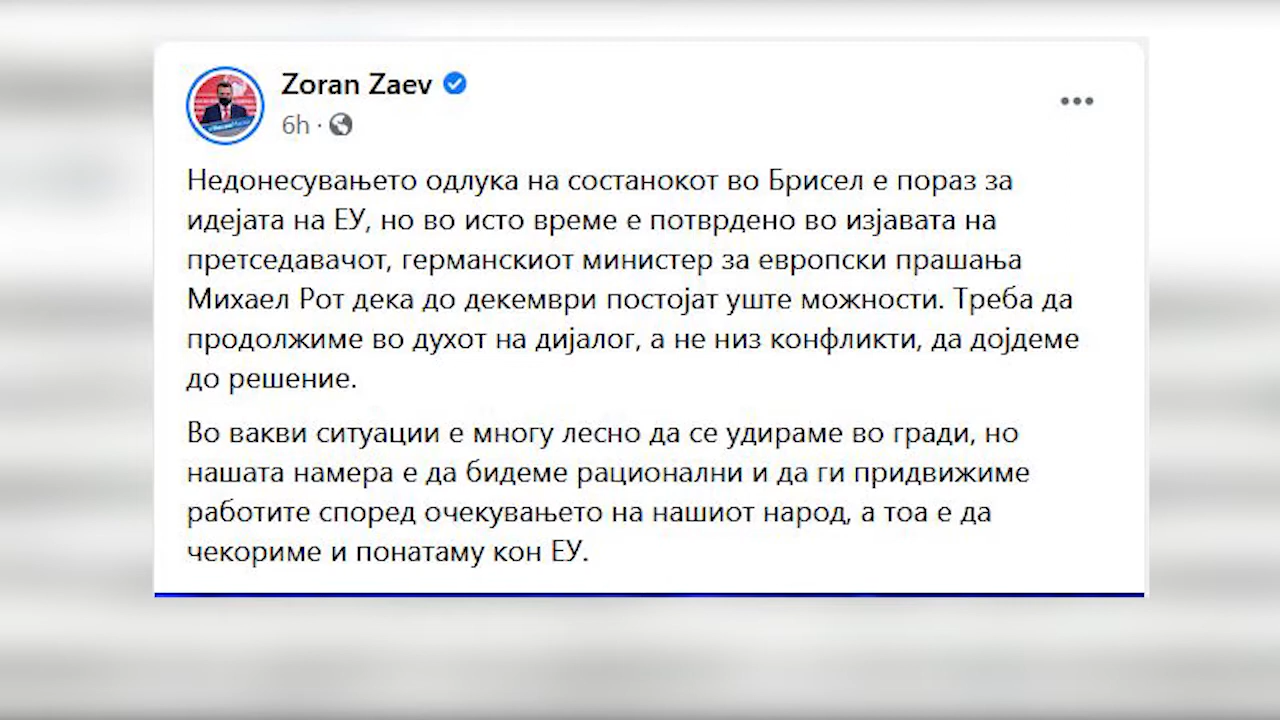 Zoran Zaev
6h ·
Недонесувањето одлука на состанокот во Брисел е пораз за
идејата на ЕУ, но во исто време е потврдено во изјавата на
претседавачот, германскиот министер за европски прашања
Михаел Рот дека до декември постојат уште можности. Треба да
продолжиме во духот на дијалог, а не низ конфликти, да дојдеме
до решение.
Во вакви ситуации е многу лесно да се удираме во гради, но
нашата намера е да бидеме рационални и да ги придвижиме
работите според очекувањето на нашиот народ, а тоа е да
чекориме и понатаму кон ЕУ.